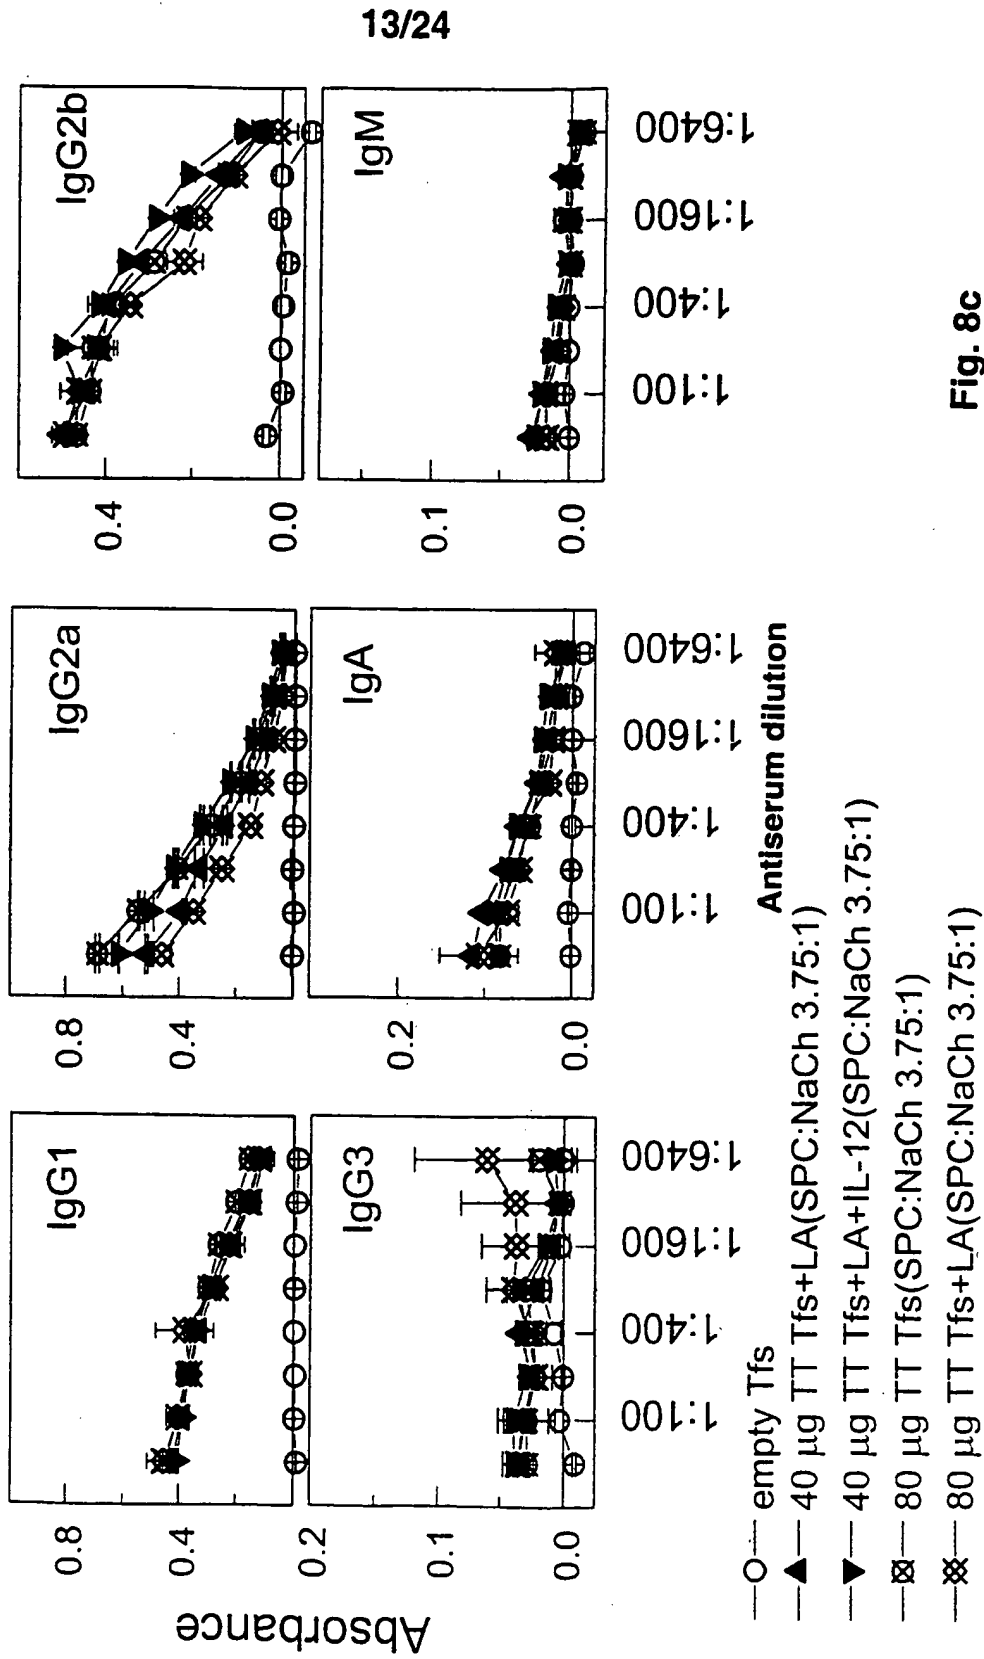 13/24
IgG1
IgG2a
IgG2b
0.8
0.4
0.8
0.4
0.4
0.0
IgG3
IgA
IgM
0.2
0.1
0.0
0.2
0.0
0.1
0.0
1:100
1:400
1:1600
1:6400
1:100
1:400
1:1600
1:6400
1:100
1:400
1:1600
1:6400
Absorbance
Antiserum dilution
empty Tfs
40 µg TT Tfs+LA(SPC:NaCh 3.75:1)
40 µg TT Tfs+LA+IL-12(SPC:NaCh 3.75:1)
80 µg TT Tfs(SPC:NaCh 3.75:1)
80 µg TT Tfs+LA(SPC:NaCh 3.75:1)
Fig. 8c